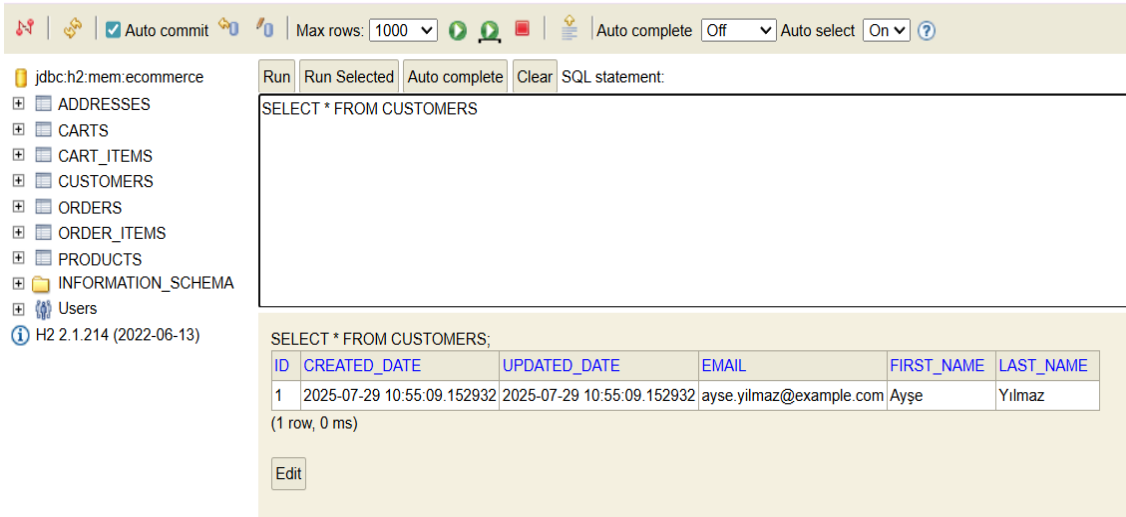 Auto commit Max rows: 1000 Auto complete Off Auto select On
jdbc:h2:mem:ecommerce
ADDRESSES
CARTS
CART_ITEMS
CUSTOMERS
ORDERS
ORDER_ITEMS
PRODUCTS
INFORMATION_SCHEMA
Users
H2 2.1.214 (2022-06-13)
Run Run Selected Auto complete Clear SQL statement:
SELECT * FROM CUSTOMERS
SELECT * FROM CUSTOMERS;
ID CREATED_DATE UPDATED_DATE EMAIL FIRST_NAME LAST_NAME
1 2025-07-29 10:55:09.152932 2025-07-29 10:55:09.152932 ayse.yilmaz@example.com Ayşe Yılmaz
(1 row, 0 ms)
Edit